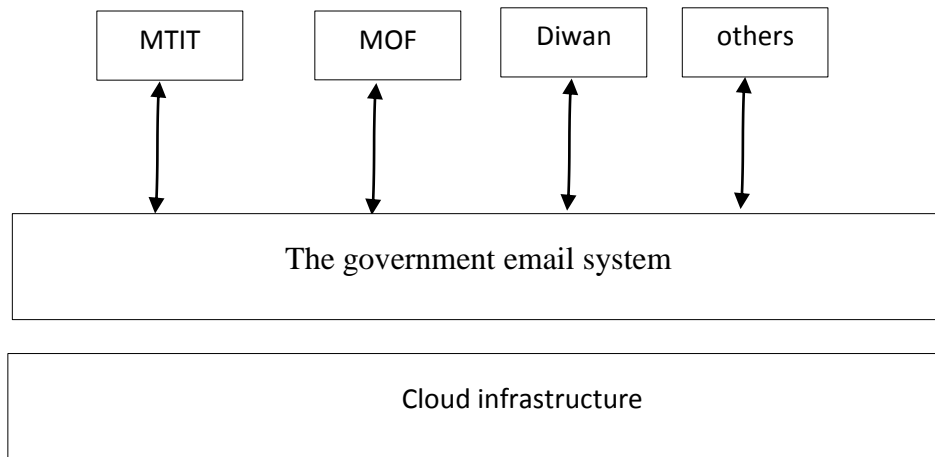 MTIT MOF Diwan others
The government email system
Cloud infrastructure